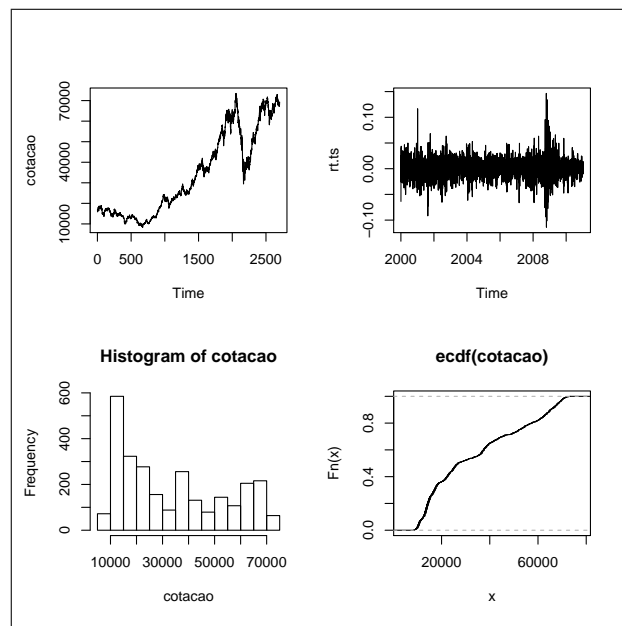 cotacao
10000 40000 70000
0 500 1500 2500
Time
rt.ts
−0.10 0.00 0.10
2000 2004 2008
Time
Histogram of cotacao
Frequency
0 200 400 600
10000 30000 50000 70000
cotacao
ecdf(cotacao)
Fn(x)
0.0 0.4 0.8
20000 60000
x